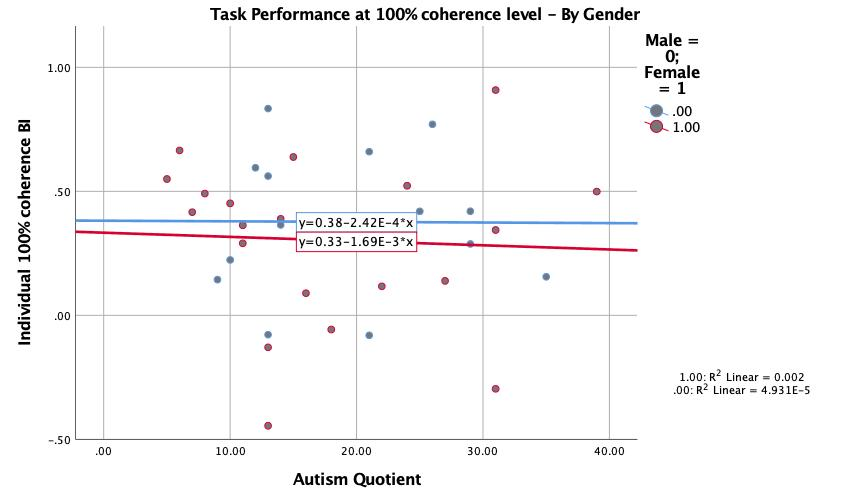 Task Performance at 100% coherence level – By Gender
Male =
0;
Female
= 1
.00
1.00
Individual 100% coherence BI
1.00
.50
.00
-.50
y=0.38-2.42E-4*x
y=0.33-1.69E-3*x
1.00: R² Linear = 0.002
.00: R² Linear = 4.931E-5
.00 10.00 20.00 30.00 40.00
Autism Quotient